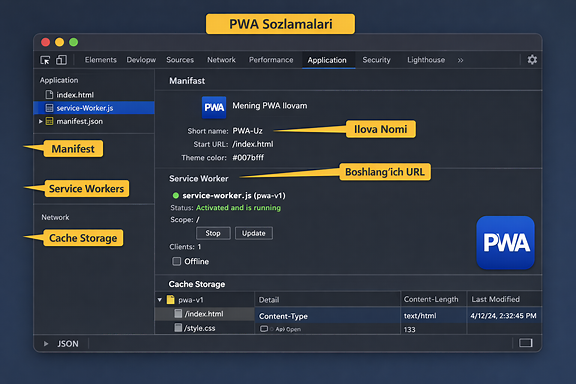 PWA Sozlamalari
Elements Devlopw Sources Network Performance Application Security Lighthouse »
Application
index.html
service-Worker.js
manifest.json
Manifest
Service Workers
Network
Cache Storage
Manifast
PWA Mening PWA Ilovam
Short name: PWA-Uz
Ilova Nomi
Start URL: /index.html
Theme color: #007bfff
Boshlang'ich URL
Service Worker
service-worker.js (pwa-v1)
Status: Activated and is running
Scope: /
Stop Update
Clients: 1
Offline
PWA
Cache Storage
pwa-v1 Detail Content-Length Last Modified
/index.html Content-Type text/html 4/12/24, 2:32:45 PM
/style.css Open 133
JSON